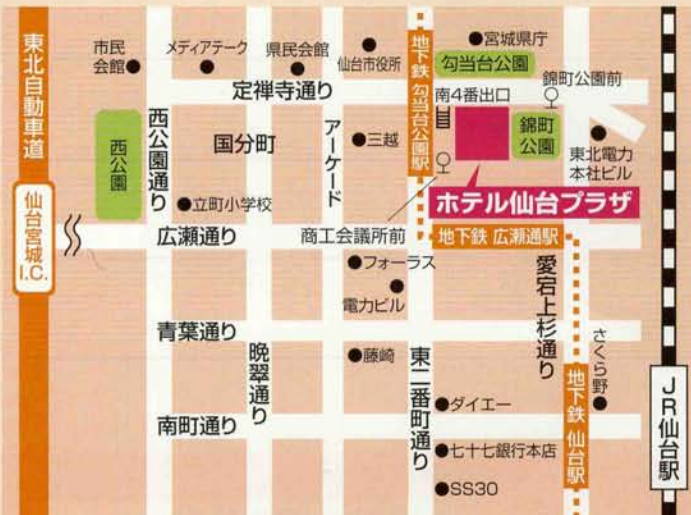 東北自動車道
仙台宮城
I.C.
市民
会館
メディアテーク
県民会館
仙台市役所
地下鉄 勾当台公園駅
宮城県庁
勾当台公園
錦町公園前
定禅寺通り
南4番出口
西公園
西公園通り
国分町
アーケード
三越
錦町
公園
東北電力
本社ビル
ホテル仙台プラザ
立町小学校
広瀬通り
商工会議所前
地下鉄 広瀬通駅
フォーラス
電力ビル
愛宕上杉通り
青葉通り
晩翠通り
藤崎
東二番町通り
さくら野
地下鉄 仙台駅
JR仙台駅
南町通り
ダイエー
七十七銀行本店
SS30